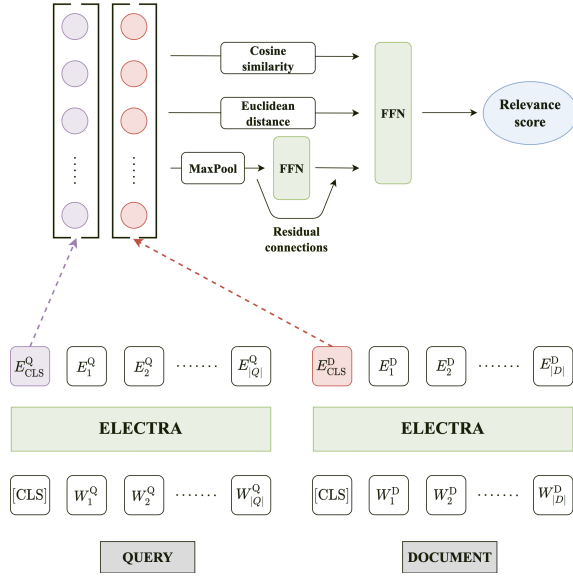 Cosine
similarity
Euclidean
distance
MaxPool
FFN
Residual
connections
FFN
Relevance
score
E^Q_CLS E^Q_1 E^Q_2 ······· E^Q_|Q|
E^D_CLS E^D_1 E^D_2 ······· E^D_|D|
ELECTRA
ELECTRA
[CLS] W^Q_1 W^Q_2 ······· W^Q_|Q|
[CLS] W^D_1 W^D_2 ······· W^D_|D|
QUERY
DOCUMENT